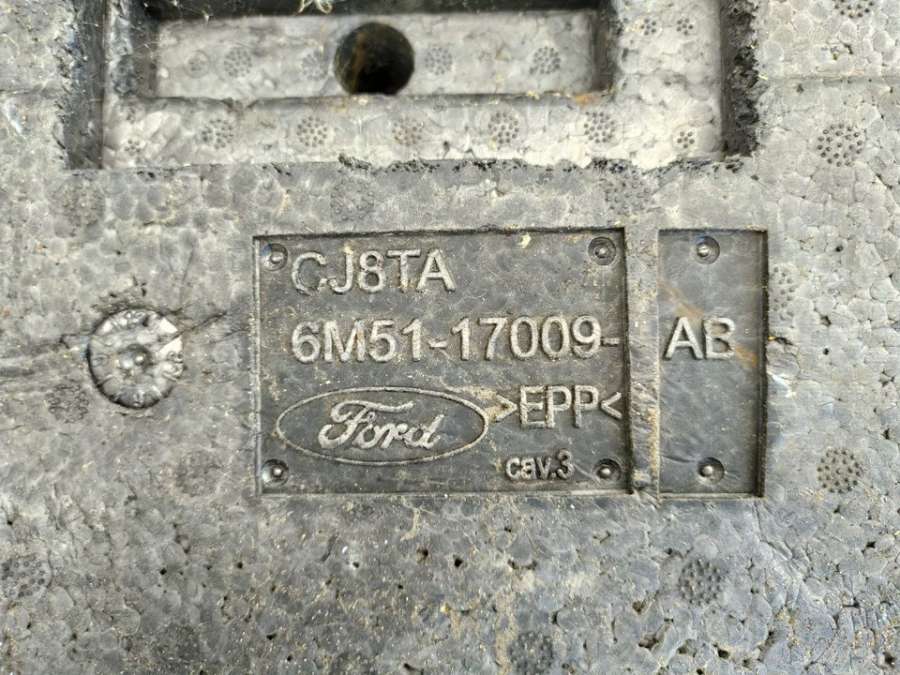 CJ8TA
6M51-17009-AB
Ford >EPP<
cav.3